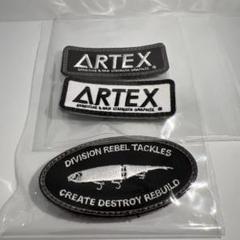 ARTEX
ARTEX
DIVISION REBEL TACKLES
CREATE DESTROY REBUILD